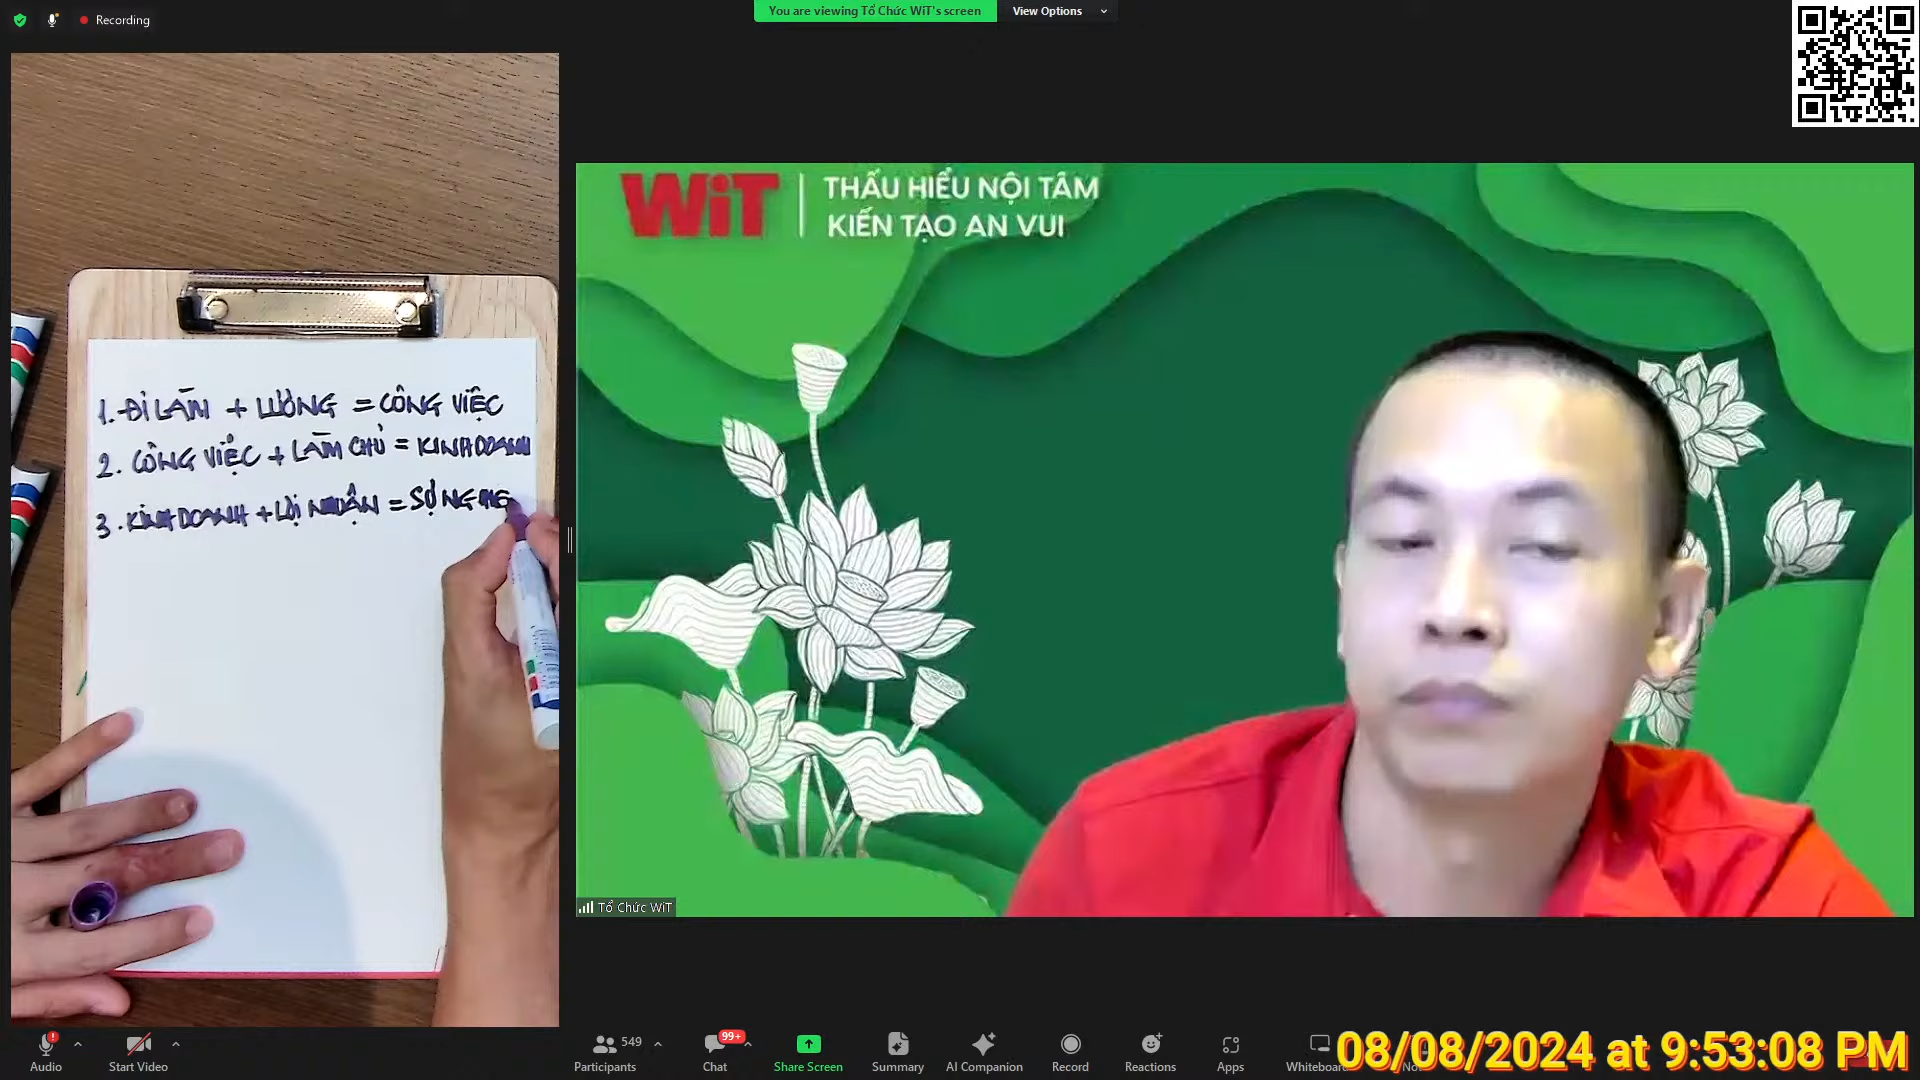 Recording
You are viewing Tổ Chức WiT's screen
View Options
WiT
THẤU HIỂU NỘI TÂM
KIẾN TẠO AN VUI
1. ĐI LÀM + LƯƠNG = CÔNG VIỆC
2. CÔNG VIỆC + LÀM CHỦ = KINH DOANH
3. KINH DOANH + LỢI NHUẬN = SỰ NGHIỆ
Tổ Chức WiT
Audio
Start Video
549
Participants
99+
Chat
Share Screen
Summary
AI Companion
Record
Reactions
Apps
Whiteboard
08/08/2024 at 9:53:08 PM